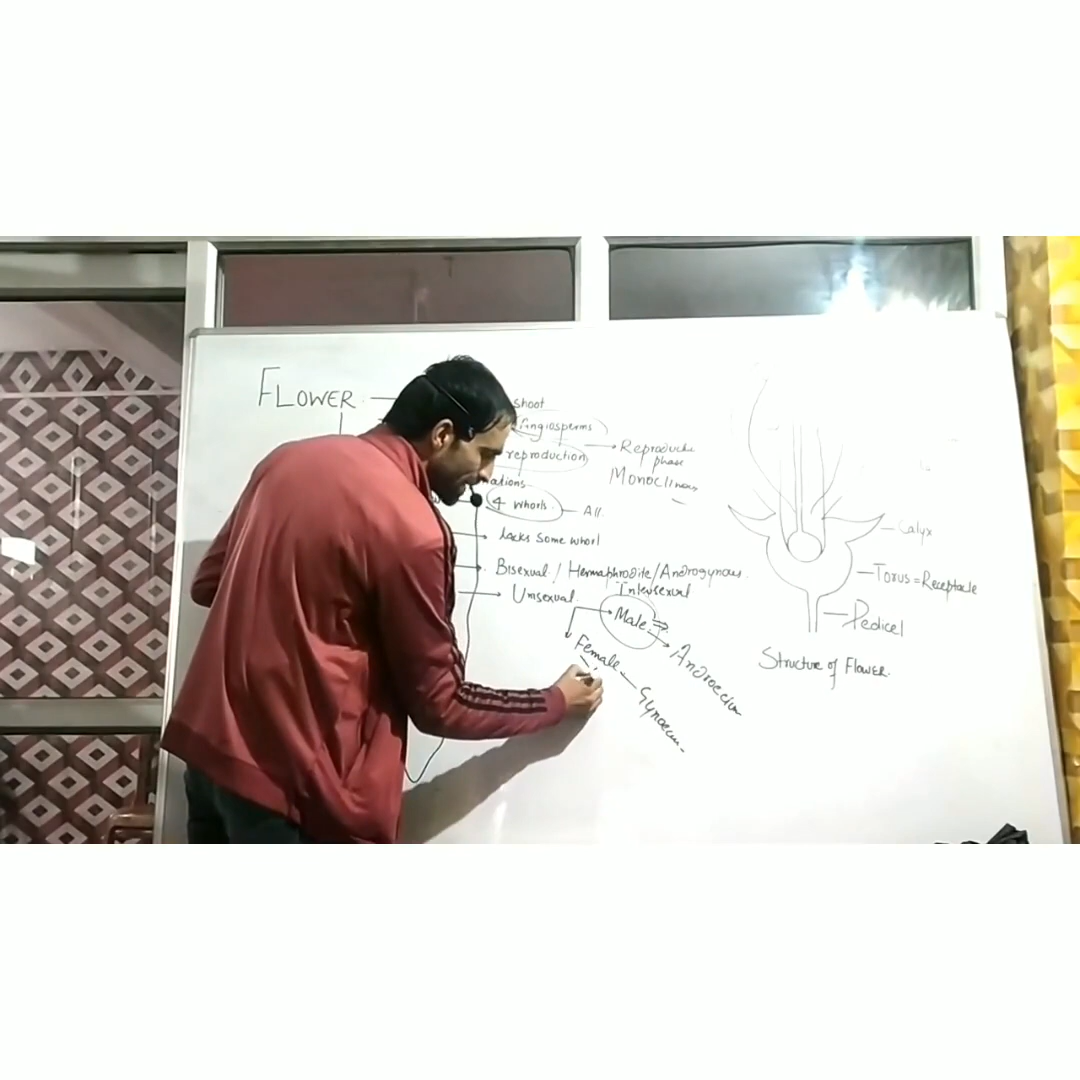 FLOWER
shoot
Angiosperms
reproduction
Reproductive
phase
Monoclinous
ations
4 whorls - All
lacks some whorl
Bisexual / Hermaphrodite/Androgynous
Intersexual
Unisexual
Male
Androecium
Female
Calyx
Torus = Receptacle
Pedicel
Structure of Flower.